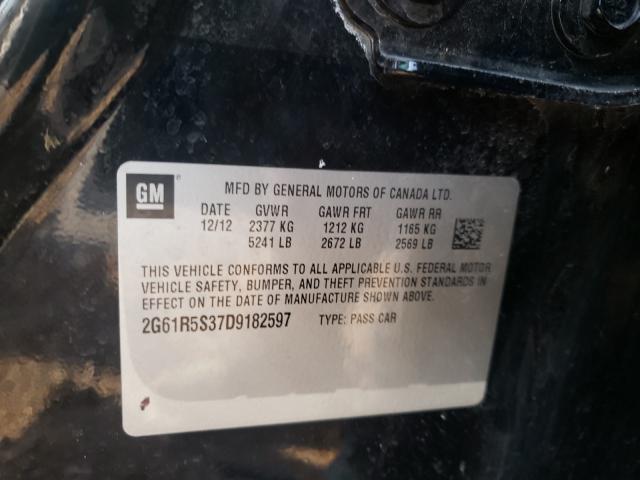 GM
MFD BY GENERAL MOTORS OF CANADA LTD.
DATE GVWR GAWR FRT GAWR RR
12/12 2377 KG 1212 KG 1165 KG
5241 LB 2672 LB 2569 LB
THIS VEHICLE CONFORMS TO ALL APPLICABLE U.S. FEDERAL MOTOR
VEHICLE SAFETY, BUMPER, AND THEFT PREVENTION STANDARDS IN
EFFECT ON THE DATE OF MANUFACTURE SHOWN ABOVE.
2G61R5S37D9182597 TYPE: PASS CAR